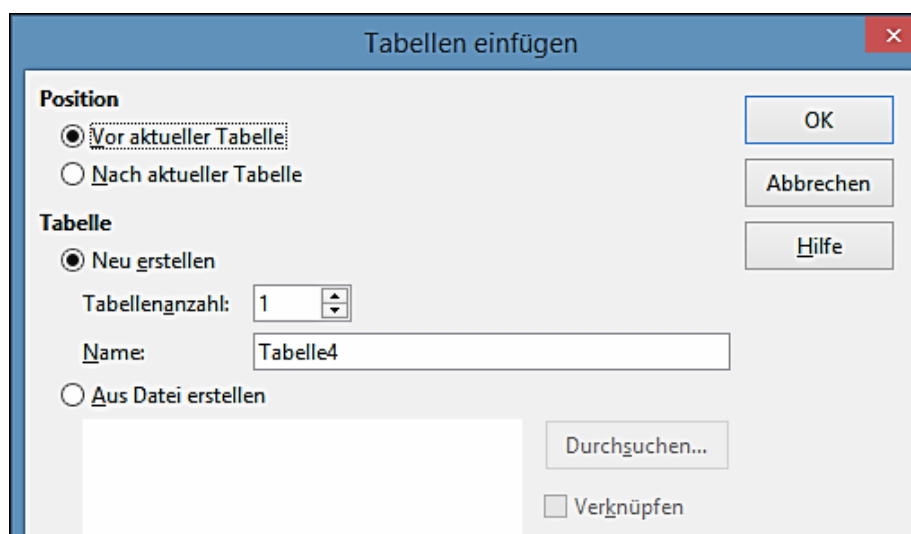 Tabellen einfügen
Position
Vor aktueller Tabelle
Nach aktueller Tabelle
OK
Abbrechen
Hilfe
Tabelle
Neu erstellen
Tabellenanzahl: 1
Name: Tabelle4
Aus Datei erstellen
Durchsuchen...
Verknüpfen